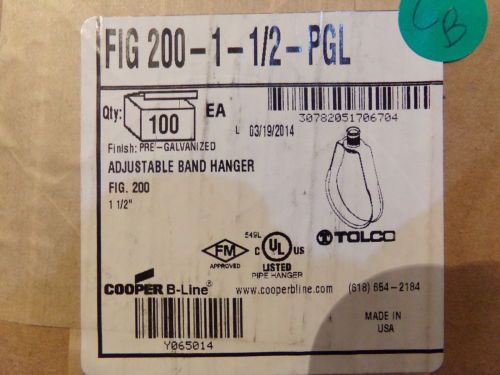 CB
FIG 200-1-1/2-PGL
Qty:
100
EA
30782051706704
L 03/19/2014
Finish: PRE-GALVANIZED
ADJUSTABLE BAND HANGER
FIG. 200
1 1/2"
TOLCO
FM
APPROVED
549L
C UL US
LISTED
PIPE HANGER
COOPER B-Line®
www.cooperbline.com
(618) 654-2184
MADE IN
USA
Y065014